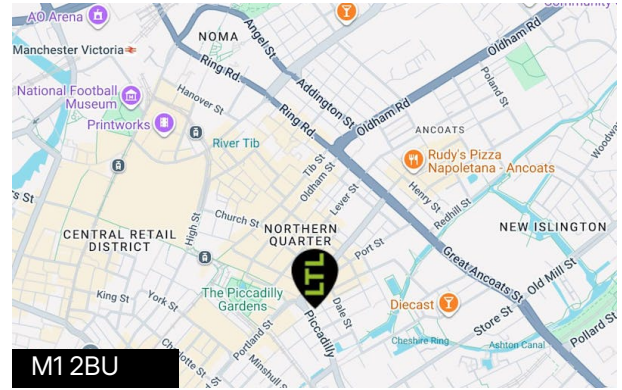 AO Arena
Community
NOMA
Manchester Victoria
Angel St
Ring Rd
Oldham Rd
Addington St
Poland St
National Football
Museum
Hanover St
Ring Rd
Oldham Rd
Printworks
River Tib
ANCOATS
Tib St
Oldham St
Rudy's Pizza
Napoletana - Ancoats
Lever St
Henry St
Redhill St
Church St
High St
NORTHERN
QUARTER
NEW ISLINGTON
CENTRAL RETAIL
DISTRICT
Port St
Great Ancoats St
Old Mill St
LTL
King St
York St
The Piccadilly
Gardens
Dale St
Diecast
Store St
Pollard St
Piccadilly
Portland St
Cheshire Ring
Ashton Canal
Minshull S
Charlotte St
M1 2BU